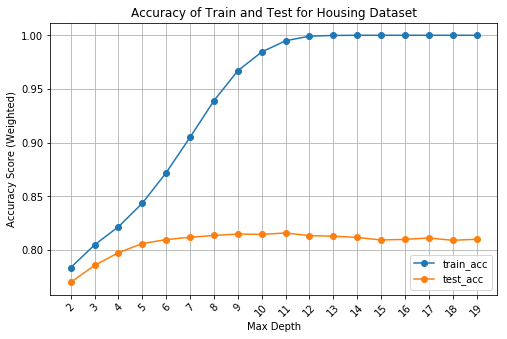 Accuracy of Train and Test for Housing Dataset
Accuracy Score (Weighted)
1.00
0.95
0.90
0.85
0.80
train_acc
test_acc
2 3 4 5 6 7 8 9 10 11 12 13 14 15 16 17 18 19
Max Depth